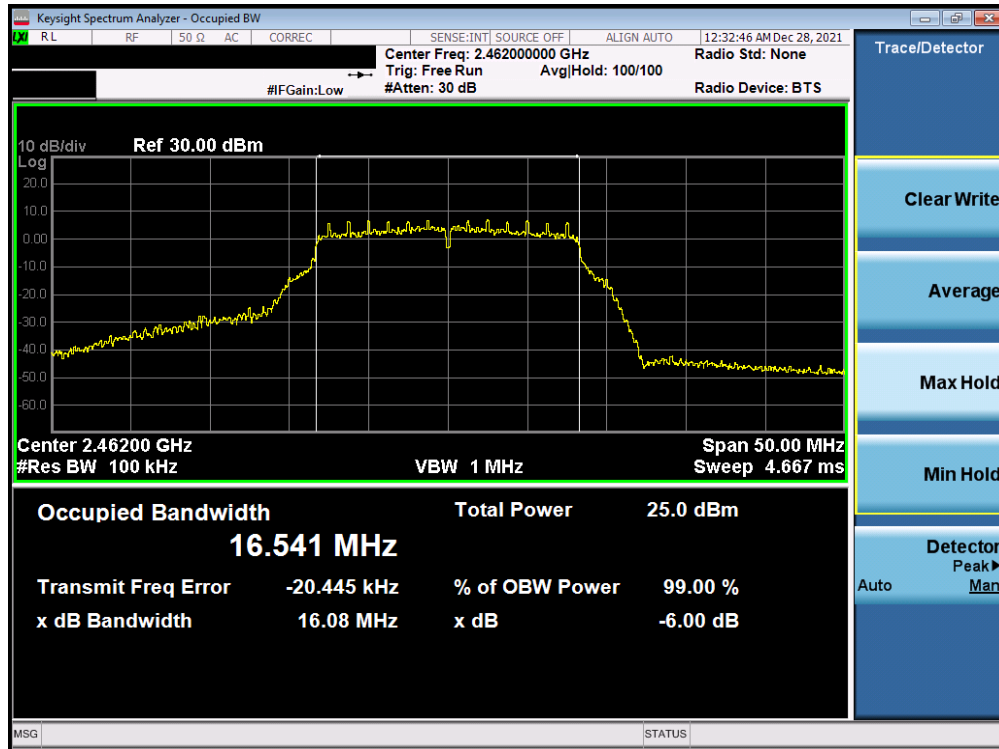 Keysight Spectrum Analyzer - Occupied BW
LXI RL RF 50 Ω AC CORREC SENSE:INT SOURCE OFF ALIGN AUTO 12:32:46 AM Dec 28, 2021
Center Freq: 2.462000000 GHz Radio Std: None
Trig: Free Run Avg|Hold: 100/100
#IFGain:Low #Atten: 30 dB Radio Device: BTS
10 dB/div Ref 30.00 dBm
Log
20.0
10.0
0.00
-10.0
-20.0
-30.0
-40.0
-50.0
-60.0
Center 2.46200 GHz Span 50.00 MHz
#Res BW 100 kHz VBW 1 MHz Sweep 4.667 ms
Occupied Bandwidth Total Power 25.0 dBm
16.541 MHz
Transmit Freq Error -20.445 kHz % of OBW Power 99.00 %
x dB Bandwidth 16.08 MHz x dB -6.00 dB
Trace/Detector
Clear Write
Average
Max Hold
Min Hold
Detector
Peak
Auto Man
MSG STATUS